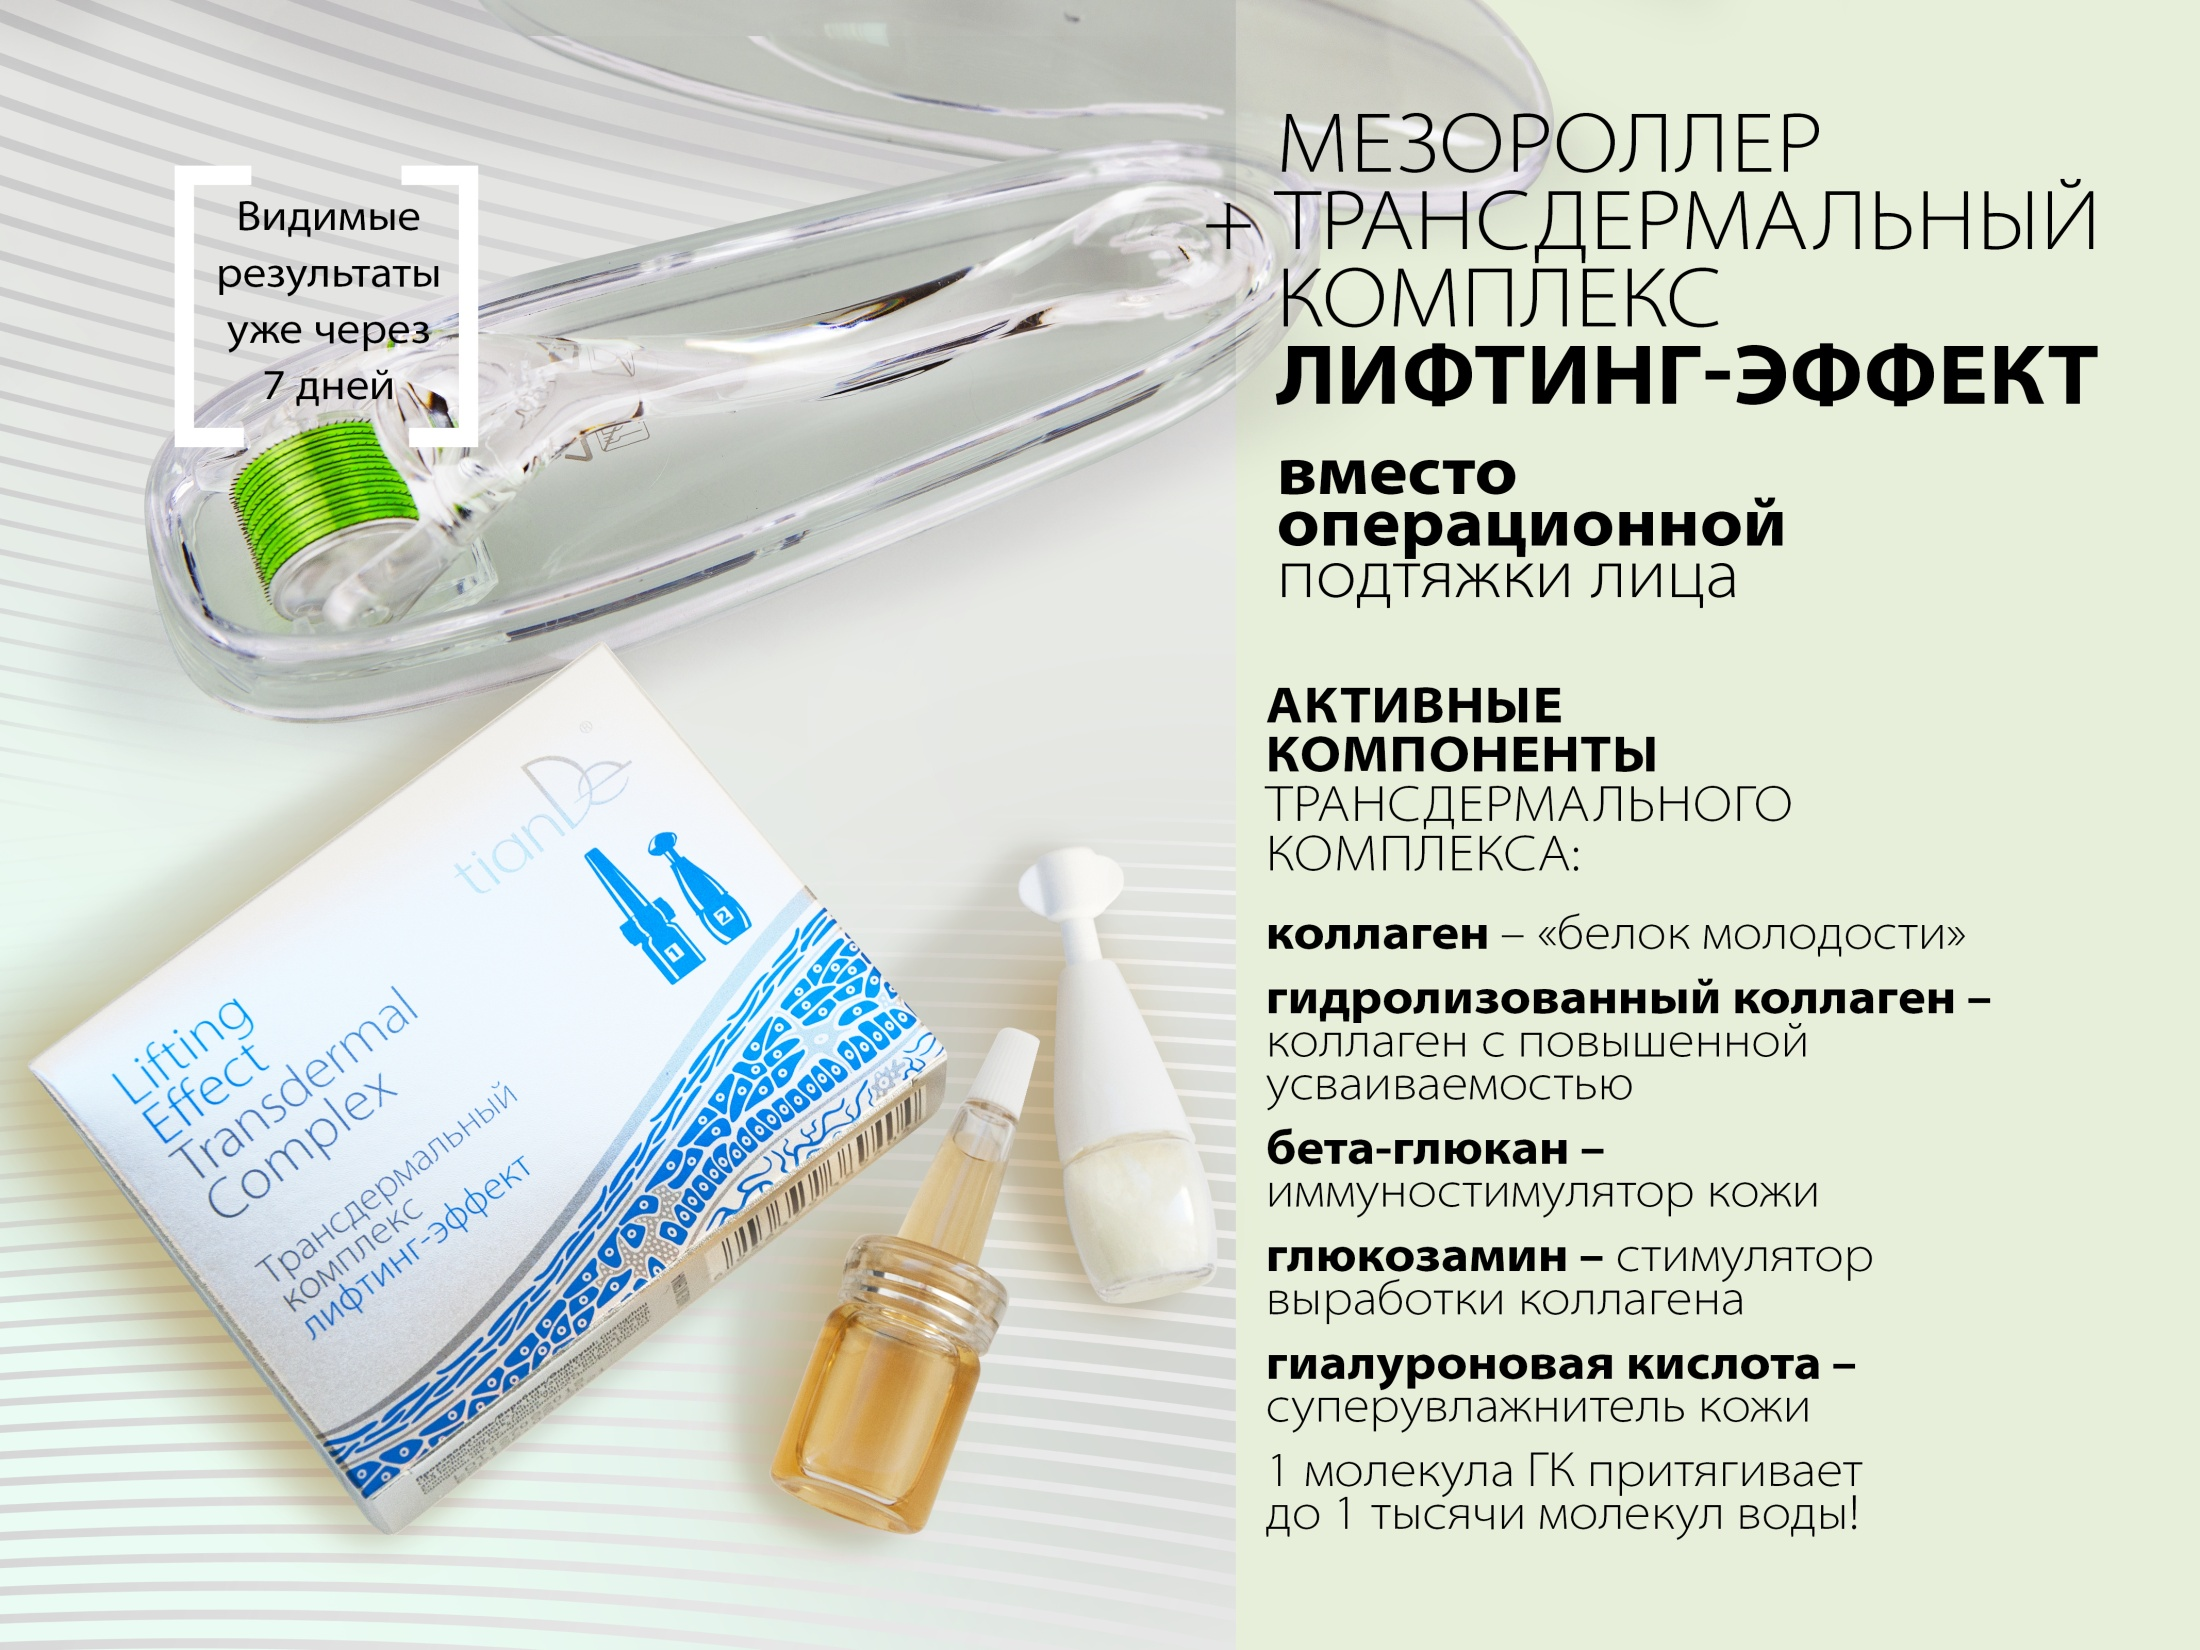 Видимые
результаты
уже через
7 дней
МЕЗОРОЛЛЕР
+ ТРАНСДЕРМАЛЬНЫЙ
КОМПЛЕКС
ЛИФТИНГ-ЭФФЕКТ
вместо
операционной
подтяжки лица
АКТИВНЫЕ
КОМПОНЕНТЫ
ТРАНСДЕРМАЛЬНОГО
КОМПЛЕКСА:
коллаген – «белок молодости»
гидролизованный коллаген –
коллаген с повышенной
усваиваемостью
бета-глюкан –
иммуностимулятор кожи
глюкозамин – стимулятор
выработки коллагена
гиалуроновая кислота –
суперувлажнитель кожи
1 молекула ГК притягивает
до 1 тысячи молекул воды!
tianDe®
1
2
Lifting
Effect
Transdermal
Complex
Трансдермальный
комплекс
лифтинг-эффект